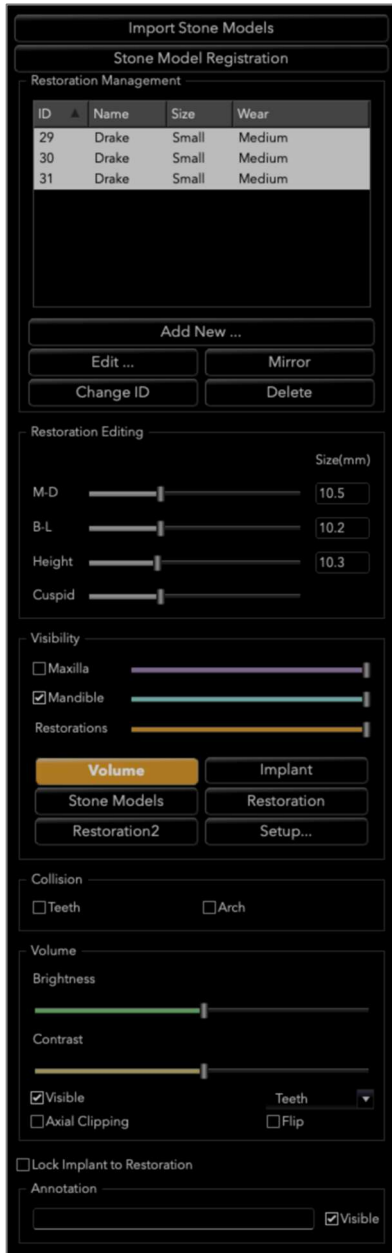 Import Stone Models
Stone Model Registration
Restoration Management
ID Name Size Wear
29 Drake Small Medium
30 Drake Small Medium
31 Drake Small Medium
Add New ...
Edit ... Mirror
Change ID Delete
Restoration Editing
Size(mm)
M-D 10.5
B-L 10.2
Height 10.3
Cuspid
Visibility
Maxilla
Mandible
Restorations
Volume Implant
Stone Models Restoration
Restoration2 Setup...
Collision
Teeth Arch
Volume
Brightness
Contrast
Visible Teeth
Axial Clipping Flip
Lock Implant to Restoration
Annotation
Visible